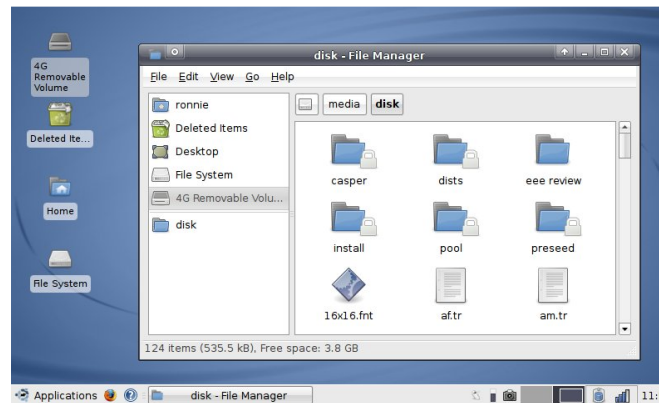 4G
Removable
Volume
Deleted Ite...
Home
File System
disk - File Manager
File Edit View Go Help
ronnie
Deleted Items
Desktop
File System
4G Removable Volu...
disk
media disk
casper dists eee review
install pool preseed
16x16.fnt af.tr am.tr
124 items (535.5 kB), Free space: 3.8 GB
Applications disk - File Manager 11: